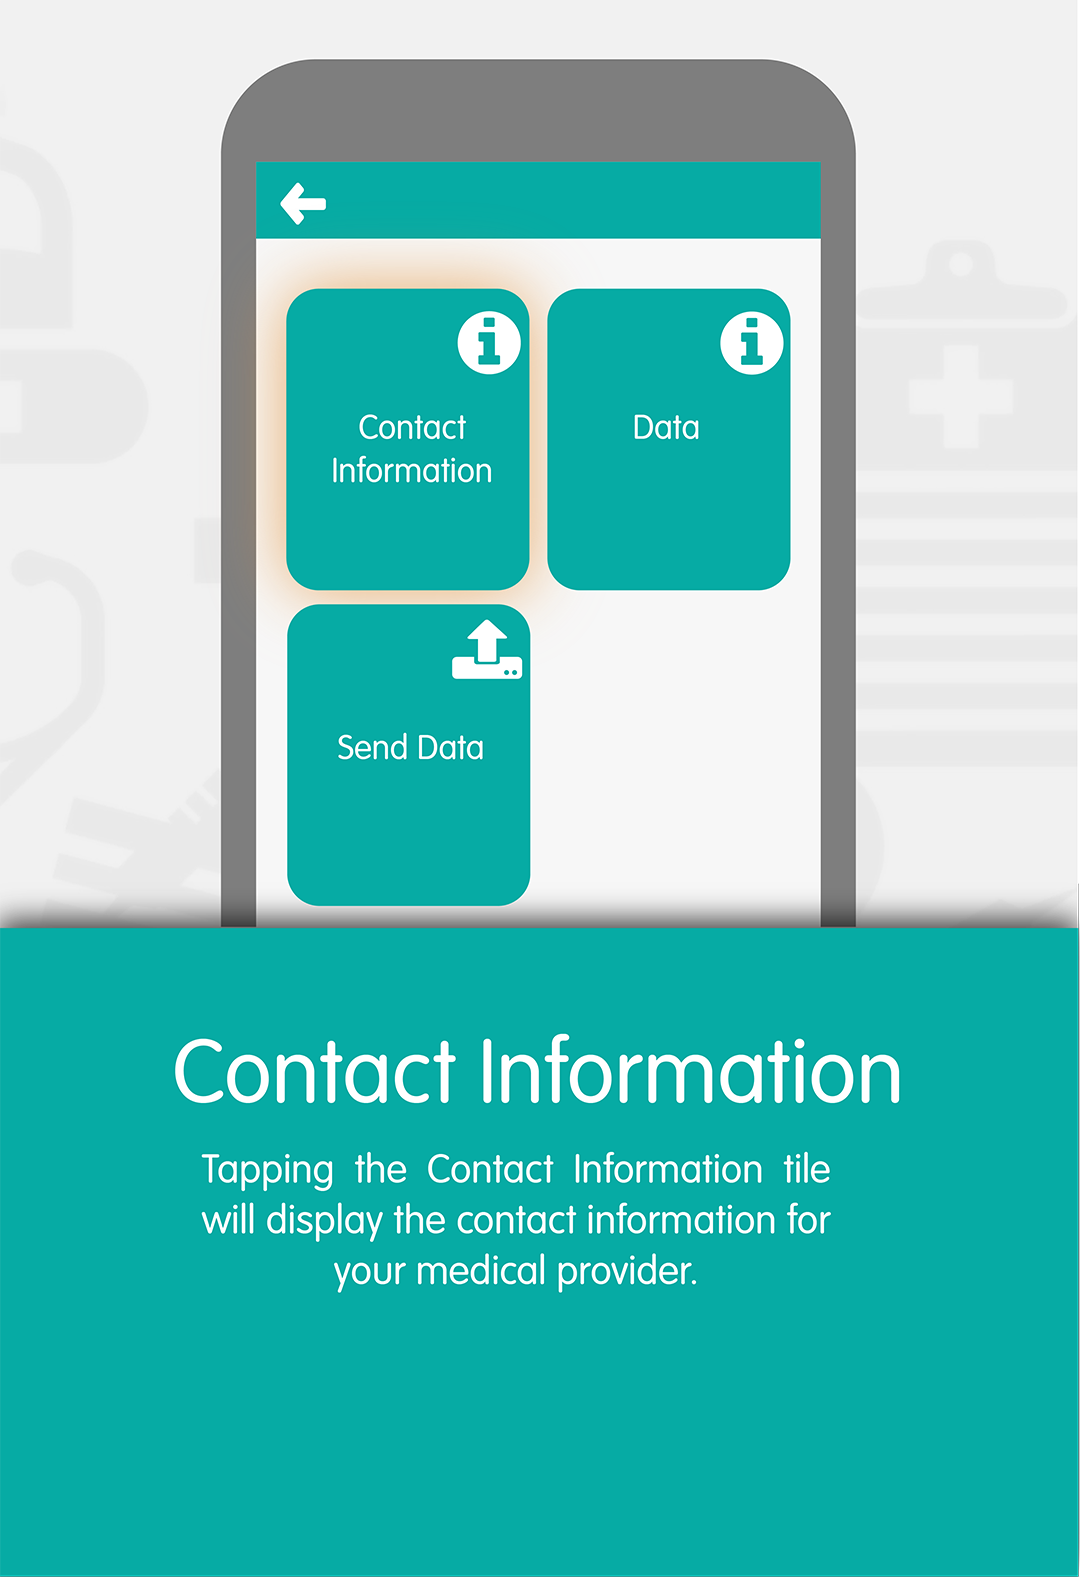 Contact
Information
Data
Send Data
Contact Information
Tapping the Contact Information tile
will display the contact information for
your medical provider.